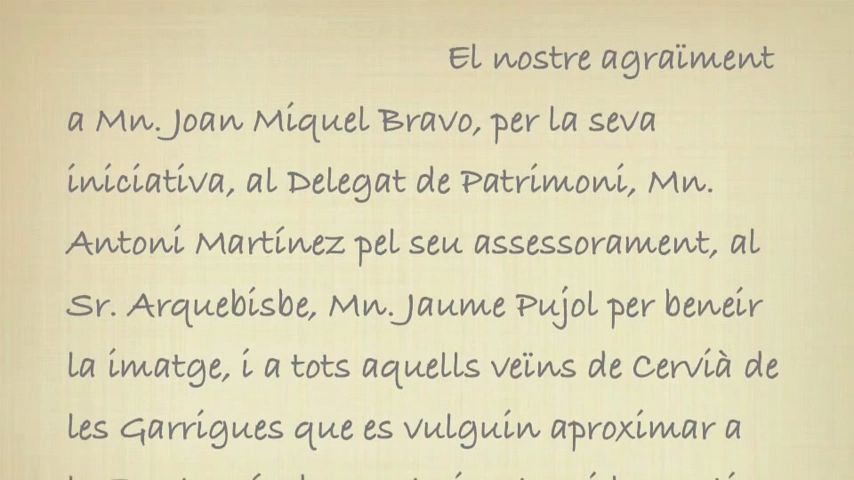 El nostre agraïment
a Mn. Joan Miquel Bravo, per la seva
iniciativa, al Delegat de Patrimoni, Mn.
Antoni Martínez pel seu assessorament, al
Sr. Arquebisbe, Mn. Jaume Pujol per beneir
la imatge, i a tots aquells veïns de Cervià de
les Garrigues que es vulguin aproximar a